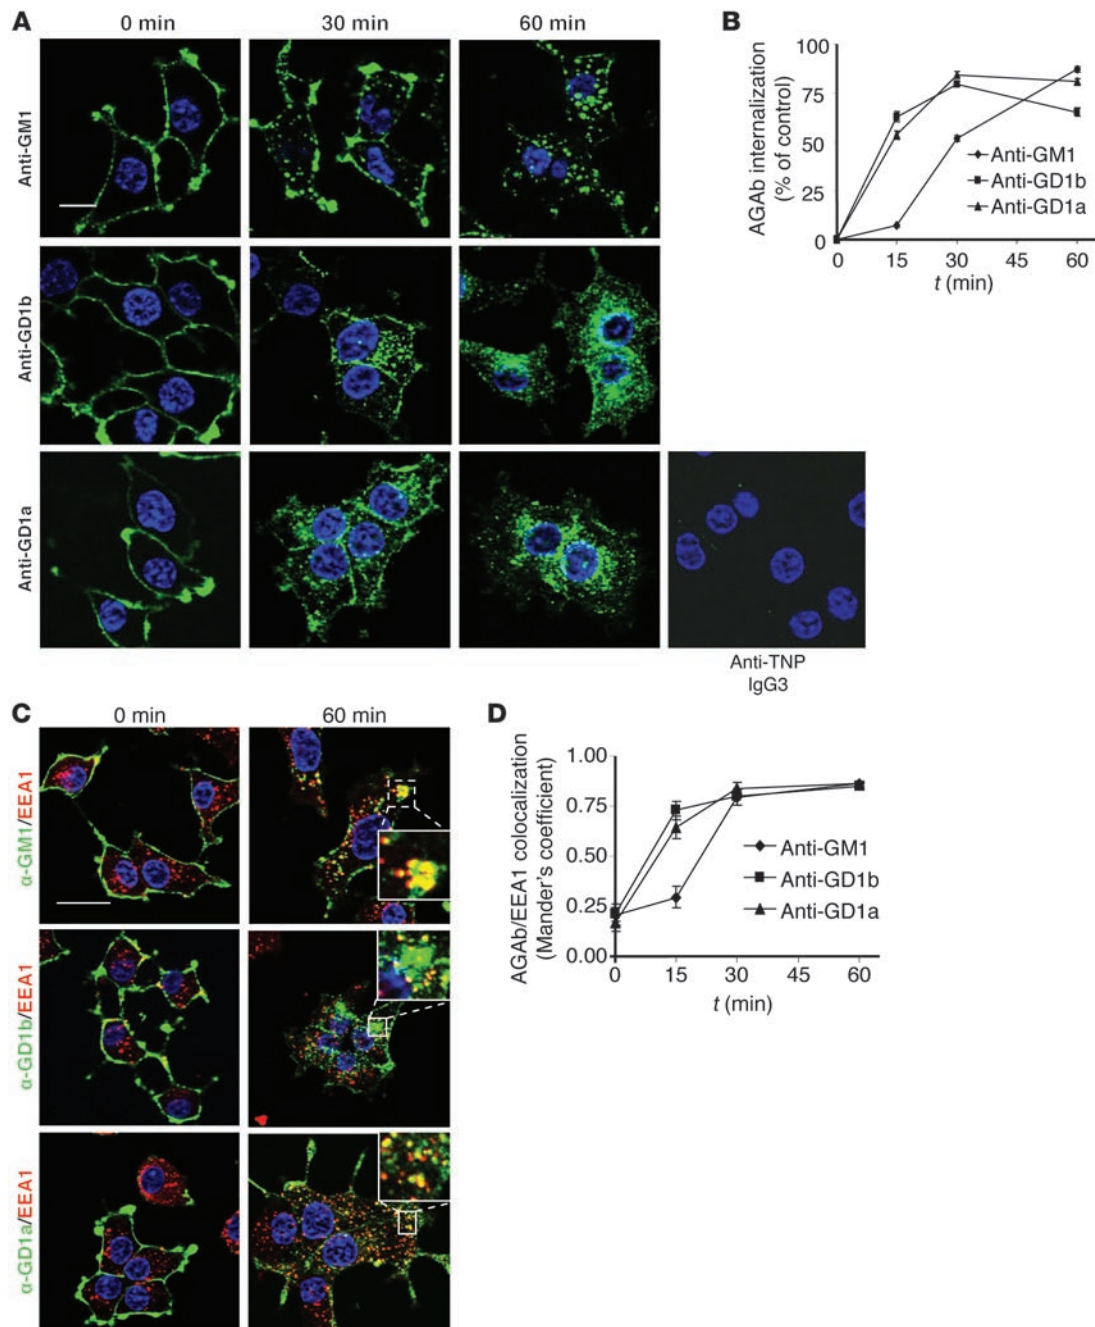 A
0 min
30 min
60 min
Anti-GM1
Anti-GD1b
Anti-GD1a
Anti-TNP
IgG3
B
AGAb internalization
(% of control)
100
75
50
25
0
Anti-GM1
Anti-GD1b
Anti-GD1a
0 15 30 45 60
t (min)
C
0 min
60 min
α-GM1/EEA1
α-GD1b/EEA1
α-GD1a/EEA1
D
AGAb/EEA1 colocalization
(Mander's coefficient)
1.00
0.75
0.50
0.25
0.00
Anti-GM1
Anti-GD1b
Anti-GD1a
0 15 30 45 60
t (min)